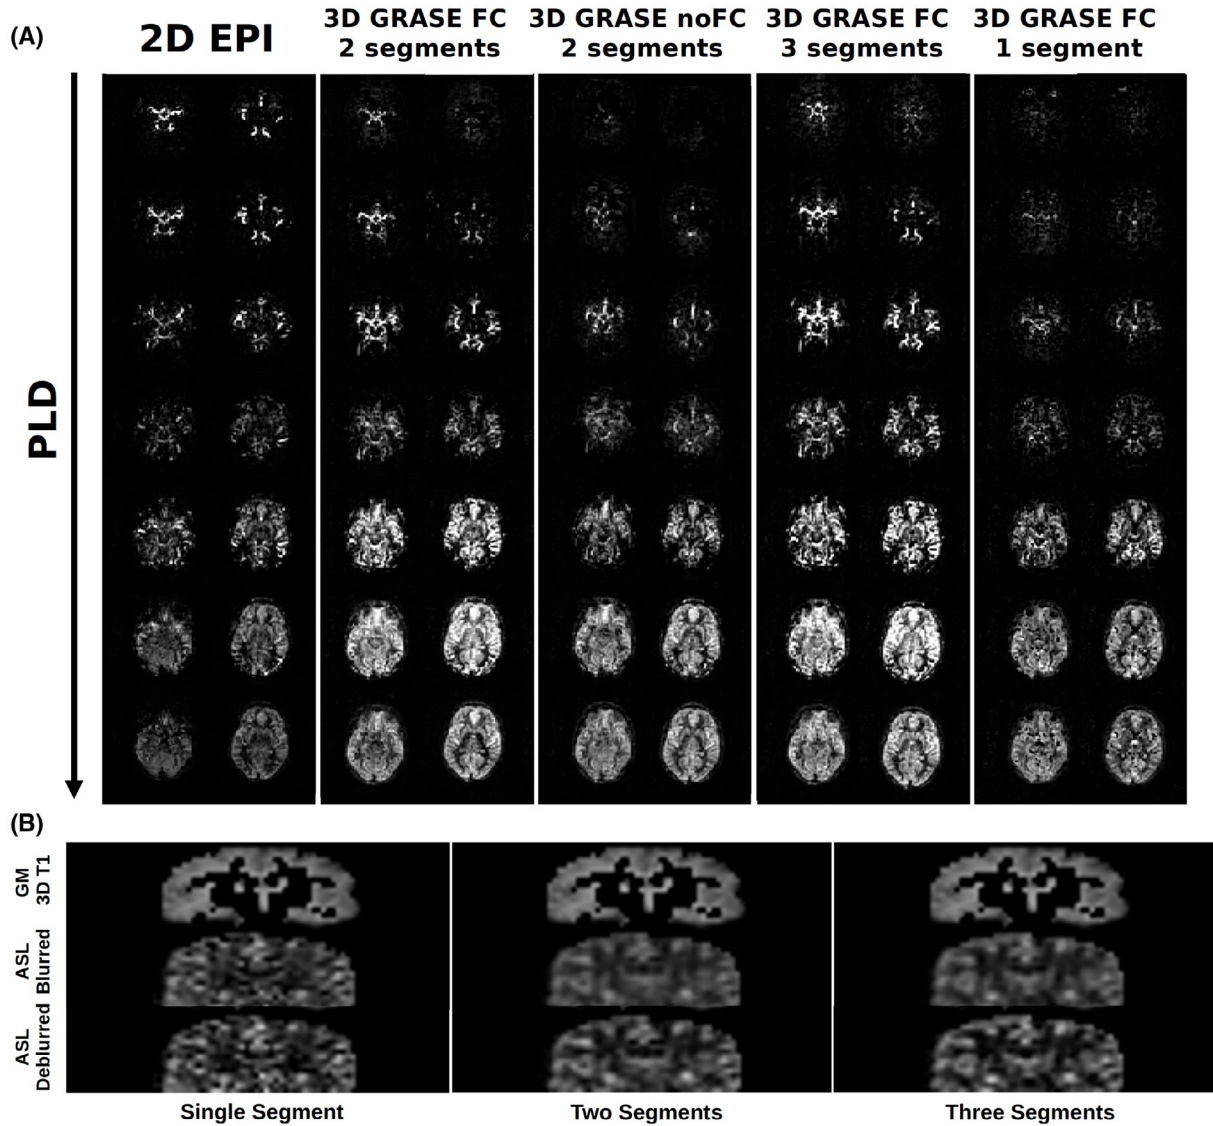 (A)
2D EPI
3D GRASE FC
2 segments
3D GRASE noFC
2 segments
3D GRASE FC
3 segments
3D GRASE FC
1 segment
PLD
(B)
GM
3D T1
ASL
Blurred
ASL
Deblurred
Single Segment
Two Segments
Three Segments